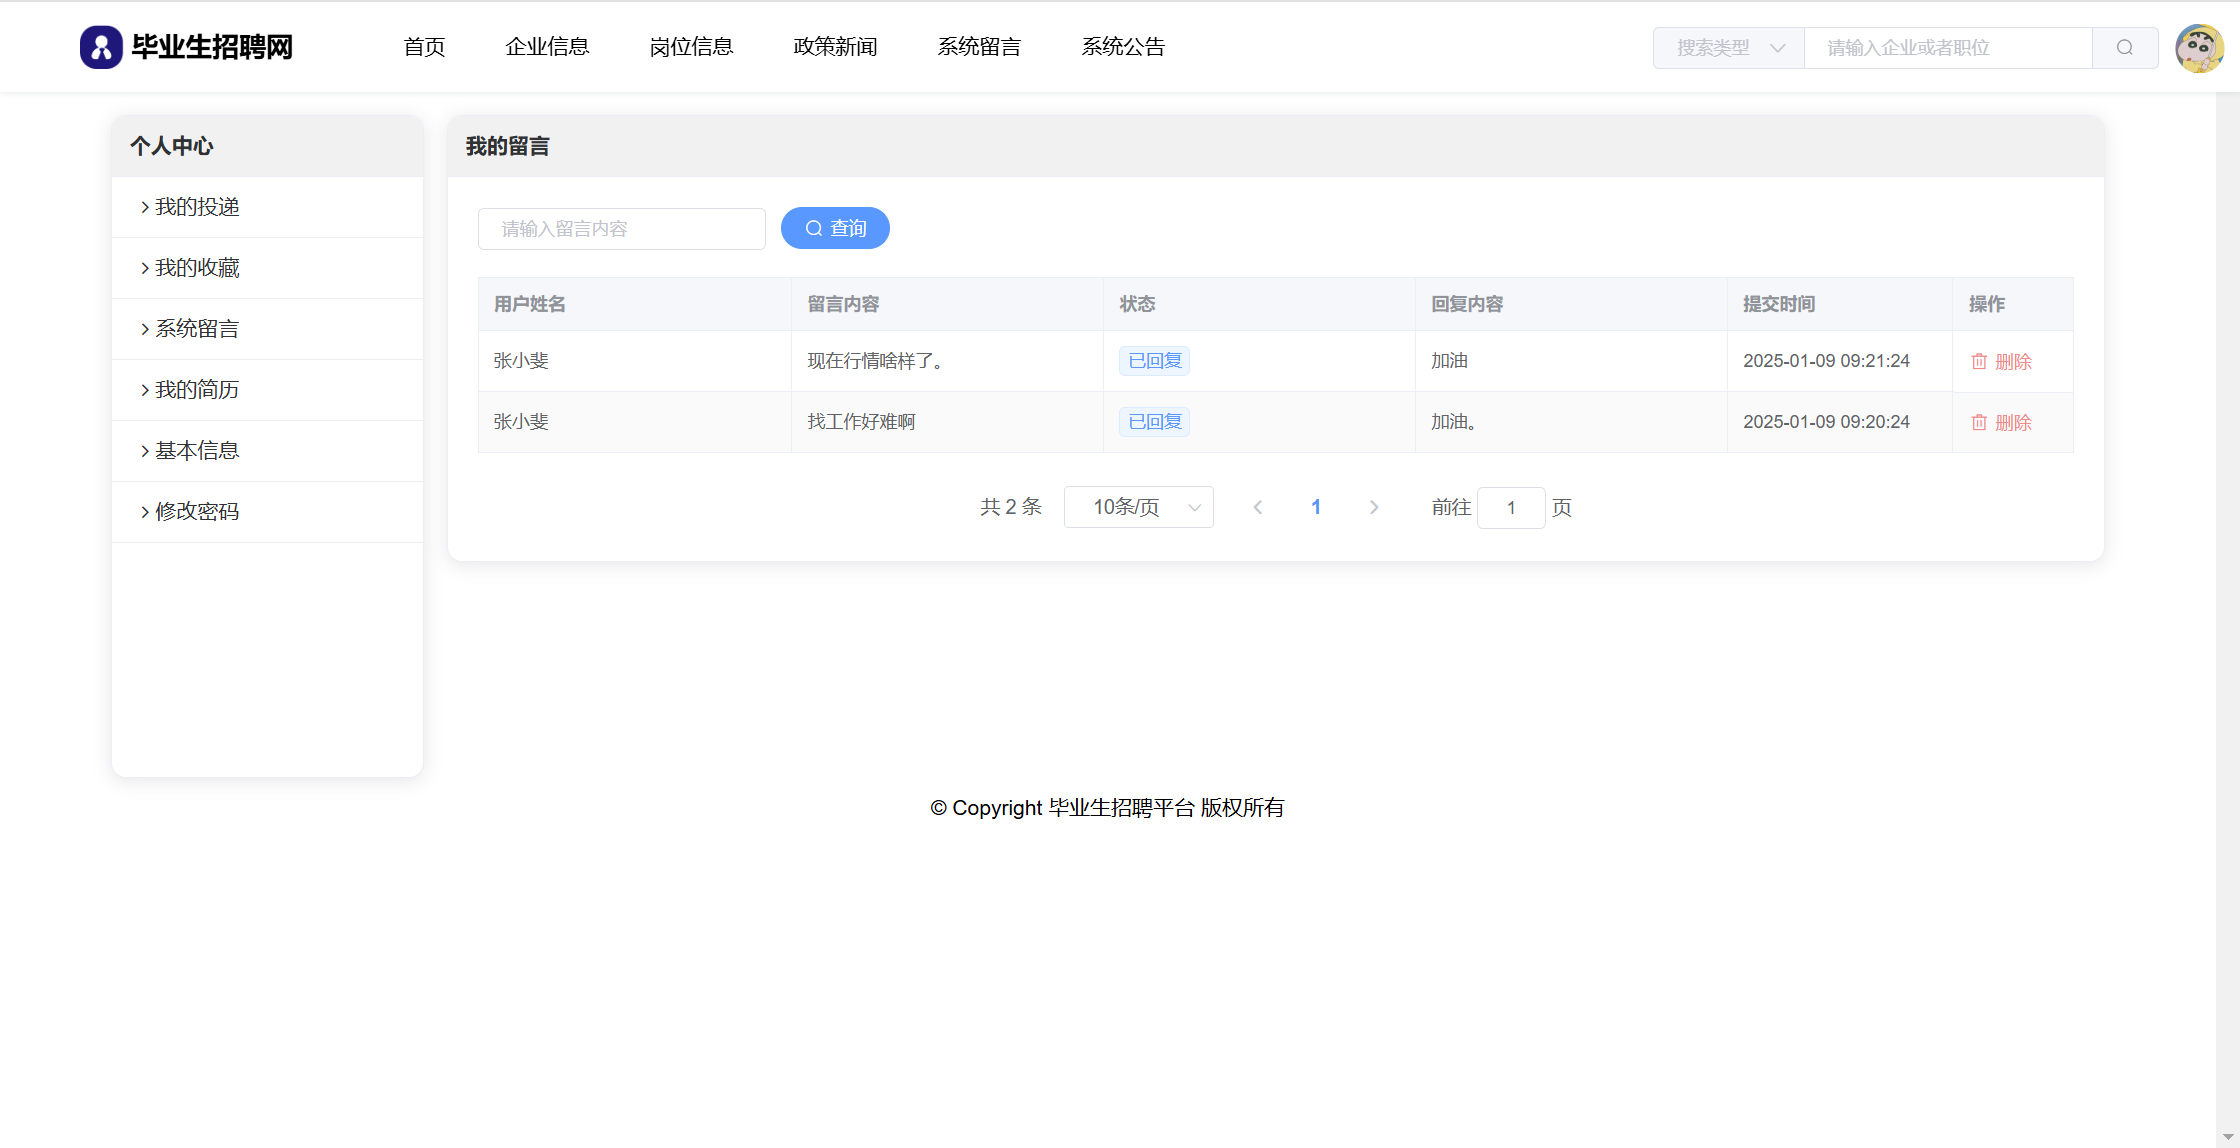 毕业生招聘网 首页 企业信息 岗位信息 政策新闻 系统留言 系统公告 搜索类型 请输入企业或者职位
个人中心
我的投递
我的收藏
系统留言
我的简历
基本信息
修改密码
我的留言
请输入留言内容 查询
用户姓名 留言内容 状态 回复内容 提交时间 操作
张小斐 现在行情啥样了。 已回复 加油 2025-01-09 09:21:24 删除
张小斐 找工作好难啊 已回复 加油。 2025-01-09 09:20:24 删除
共 2 条 10条/页 1 前往 1 页
© Copyright 毕业生招聘平台 版权所有